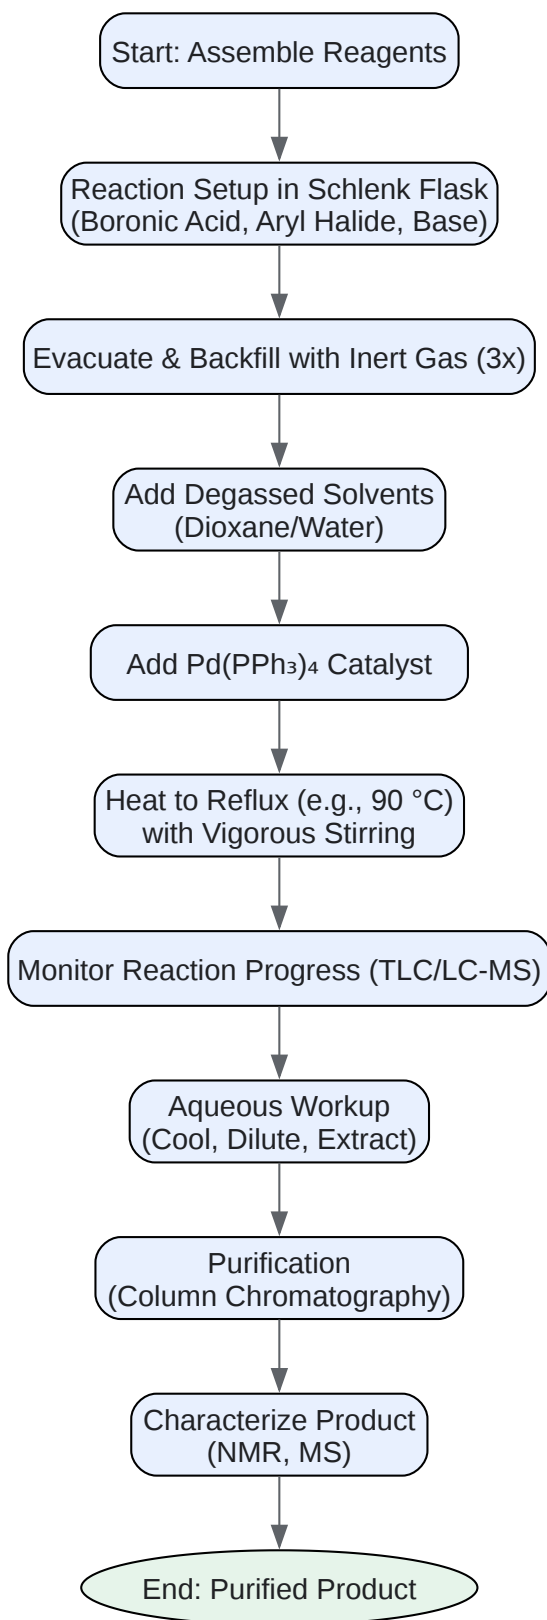 Start: Assemble Reagents
Reaction Setup in Schlenk Flask
(Boronic Acid, Aryl Halide, Base)
Evacuate & Backfill with Inert Gas (3x)
Add Degassed Solvents
(Dioxane/Water)
Add Pd(PPh₃)₄ Catalyst
Heat to Reflux (e.g., 90 °C)
with Vigorous Stirring
Monitor Reaction Progress (TLC/LC-MS)
Aqueous Workup
(Cool, Dilute, Extract)
Purification
(Column Chromatography)
Characterize Product
(NMR, MS)
End: Purified Product